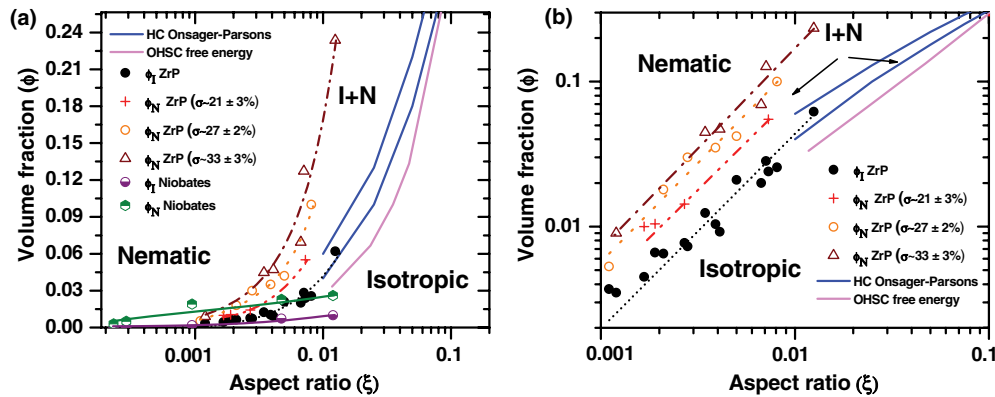 (a)
0.24
0.21
0.18
0.15
0.12
0.09
0.06
0.03
0.00
Volume fraction (ϕ)
HC Onsager-Parsons
OHSC free energy
ϕI ZrP
ϕN ZrP (σ~21 ± 3%)
ϕN ZrP (σ~27 ± 2%)
ϕN ZrP (σ~33 ± 3%)
ϕI Niobates
ϕN Niobates
I+N
Nematic
Isotropic
0.001
0.01
0.1
Aspect ratio (ξ)
(b)
0.1
0.01
Volume fraction (ϕ)
I+N
Nematic
Isotropic
ϕI ZrP
ϕN ZrP (σ~21 ± 3%)
ϕN ZrP (σ~27 ± 2%)
ϕN ZrP (σ~33 ± 3%)
HC Onsager-Parsons
OHSC free energy
0.001
0.01
0.1
Aspect ratio (ξ)